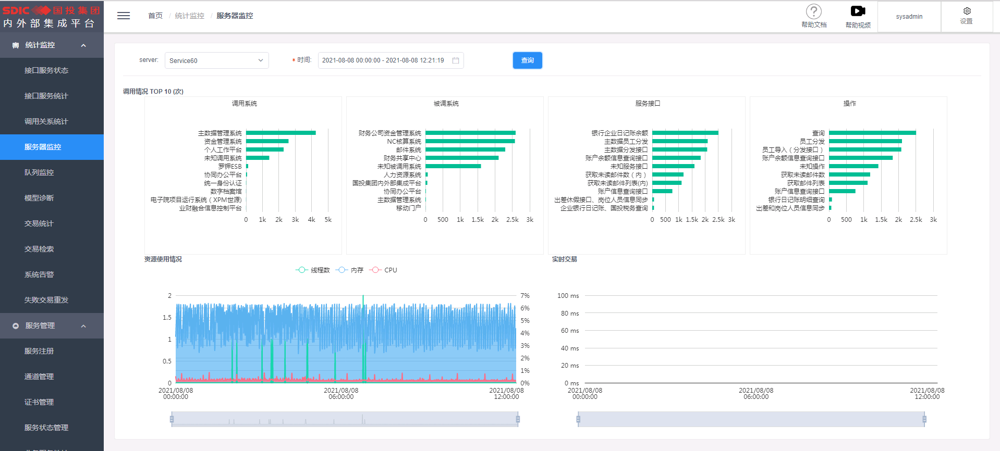 SDIC 国投集团
内外部集成平台
首页 / 统计监控 / 服务器监控
帮助文档
帮助视频
sysadmin
设置
统计监控
接口服务状态
接口服务统计
调用关系统计
服务器监控
队列监控
模型诊断
交易统计
交易检索
系统告警
失败交易重发
服务管理
服务注册
通道管理
证书管理
服务状态管理
server: Service60
* 时间: 2021-08-08 00:00:00 - 2021-08-08 12:21:19
查询
调用情况 TOP 10 (次)
调用系统
主数据管理系统
资金管理系统
个人工作平台
未知调用系统
罗钾ESB
协同办公平台
统一身份认证
数字档案馆
电子院项目运行系统（XPM世源)
业财融合信息控制平台
0 1k 2k 3k 4k 5k
被调系统
财务公司资金管理系统
NC核算系统
邮件系统
财务共享中心
未知被调用系统
人力资源系统
国投集团内外部集成平台
协同办公平台
主数据管理系统
移动门户
0 500 1k 1.5k 2k 2.5k 3k
服务接口
银行企业日记账余额
主数据员工分发
主数据分发接口
账户余额信息查询接口
未知服务接口
获取未读邮件数（内）
获取未读邮件列表(内)
账户信息查询接口
出差休假接口、岗位人员信息同步
企业银行日记账、国投税务查询
0 500 1k 1.5k 2k 2.5k 3k
操作
查询
员工分发
员工导入（分发接口）
账户余额信息查询接口
未知操作
获取未读邮件数
获取邮件列表
账户信息查询接口
银行日记账明细查询
出差和岗位人员信息同步
0 500 1k 1.5k 2k 2.5k 3k
资源使用情况
线程数 内存 CPU
2
1.5
1
0.5
0
7%
6%
5%
4%
3%
2%
1%
0%
2021/08/08 00:00:00
2021/08/08 06:00:00
2021/08/08 12:00:00
实时交易
100 ms
80 ms
60 ms
40 ms
20 ms
0 ms
2021/08/08 00:00:00
2021/08/08 06:00:00
2021/08/08 12:00:00